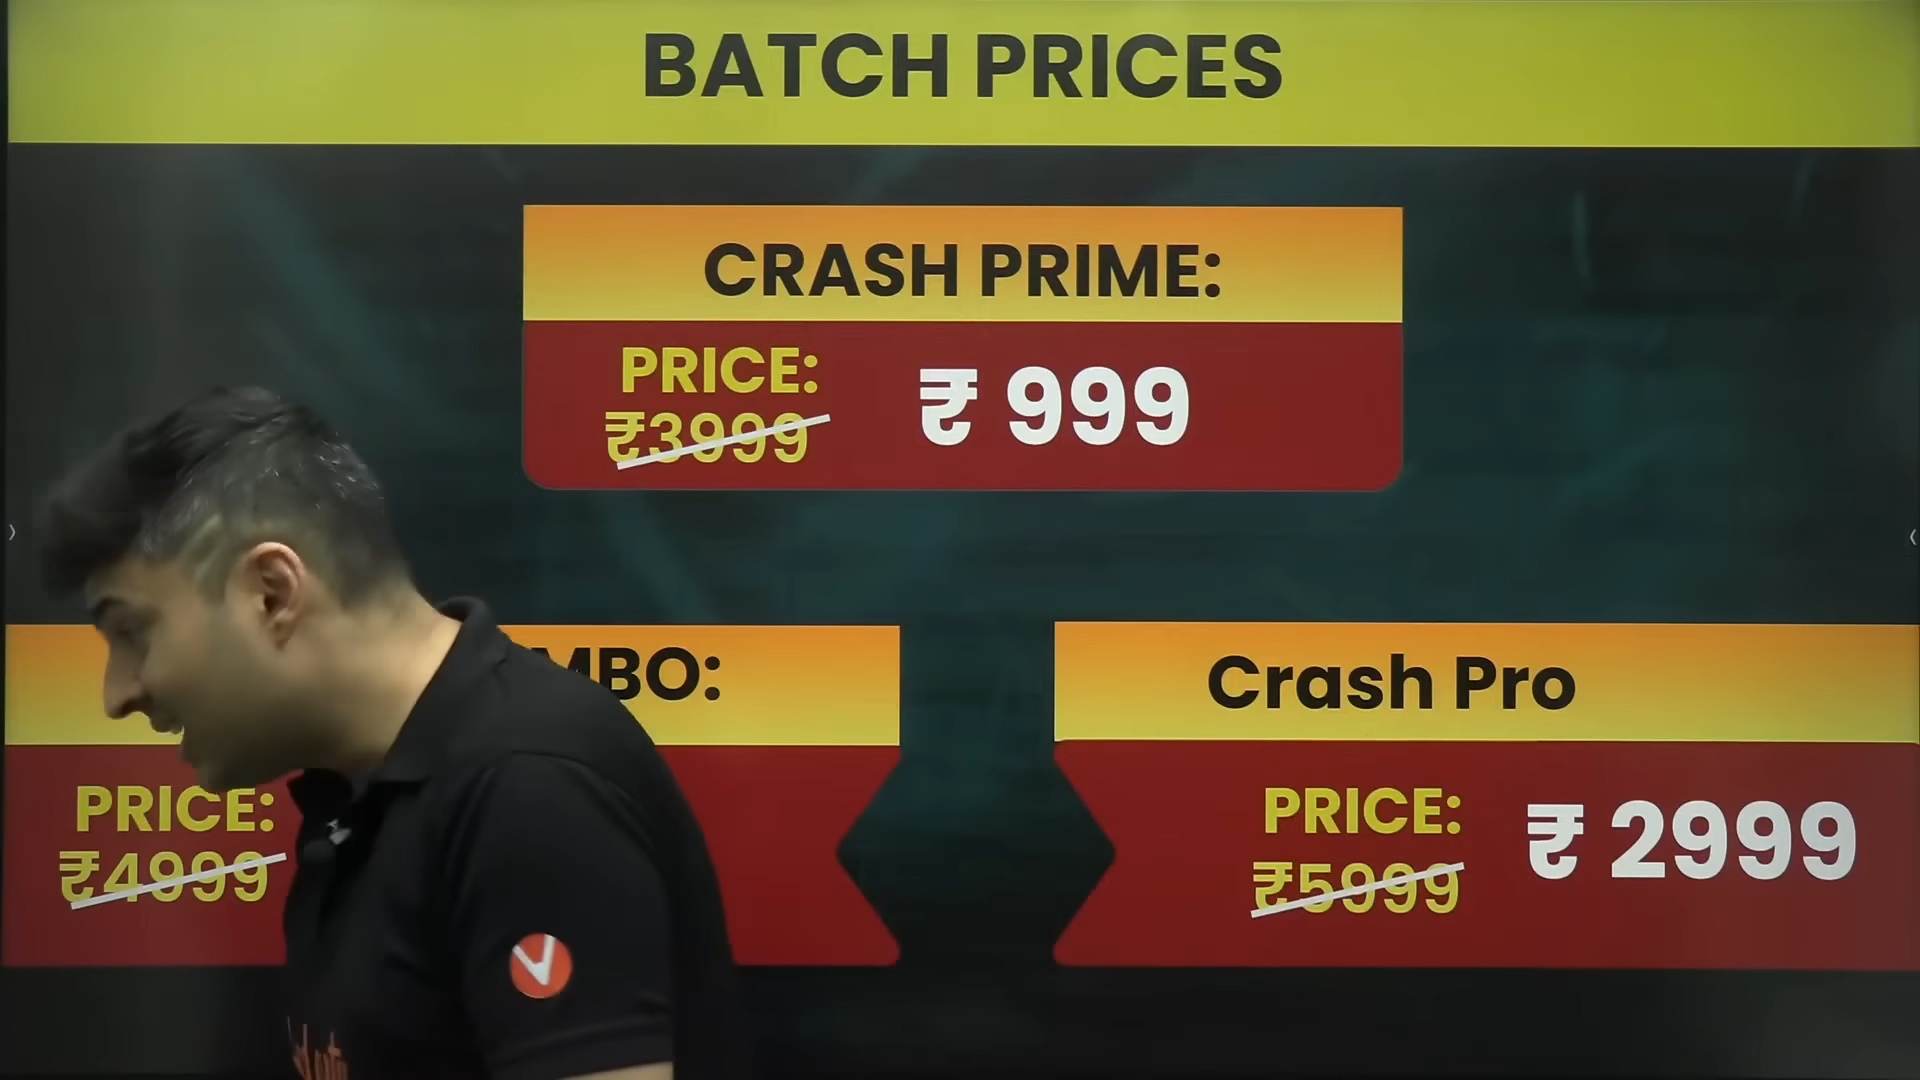 BATCH PRICES
CRASH PRIME:
PRICE:
₹3999
₹ 999
MBO:
PRICE:
₹4999
Crash Pro
PRICE:
₹5999
₹ 2999